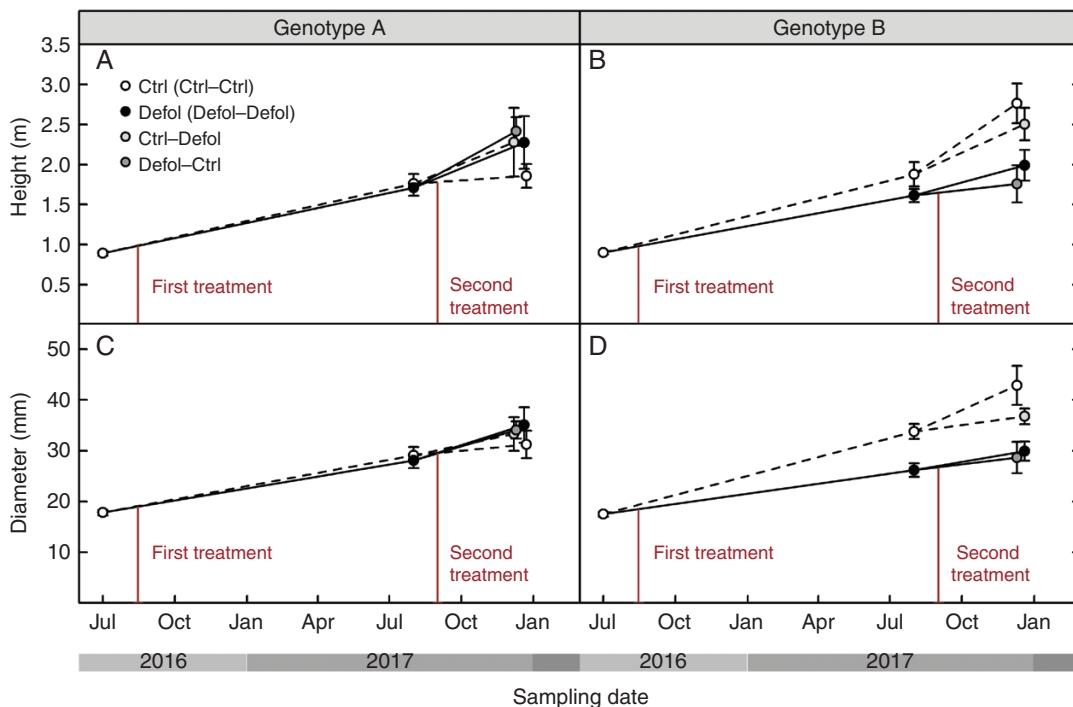 Genotype A
Genotype B
A
B
3.5
3.0
2.5
2.0
1.5
1.0
0.5
Height (m)
Ctrl (Ctrl–Ctrl)
Defol (Defol–Defol)
Ctrl–Defol
Defol–Ctrl
First treatment
Second
treatment
First treatment
Second
treatment
C
D
50
40
30
20
10
Diameter (mm)
First treatment
Second
treatment
First treatment
Second
treatment
Jul Oct Jan Apr Jul Oct Jan
Jul Oct Jan Apr Jul Oct Jan
2016 2017
2016 2017
Sampling date